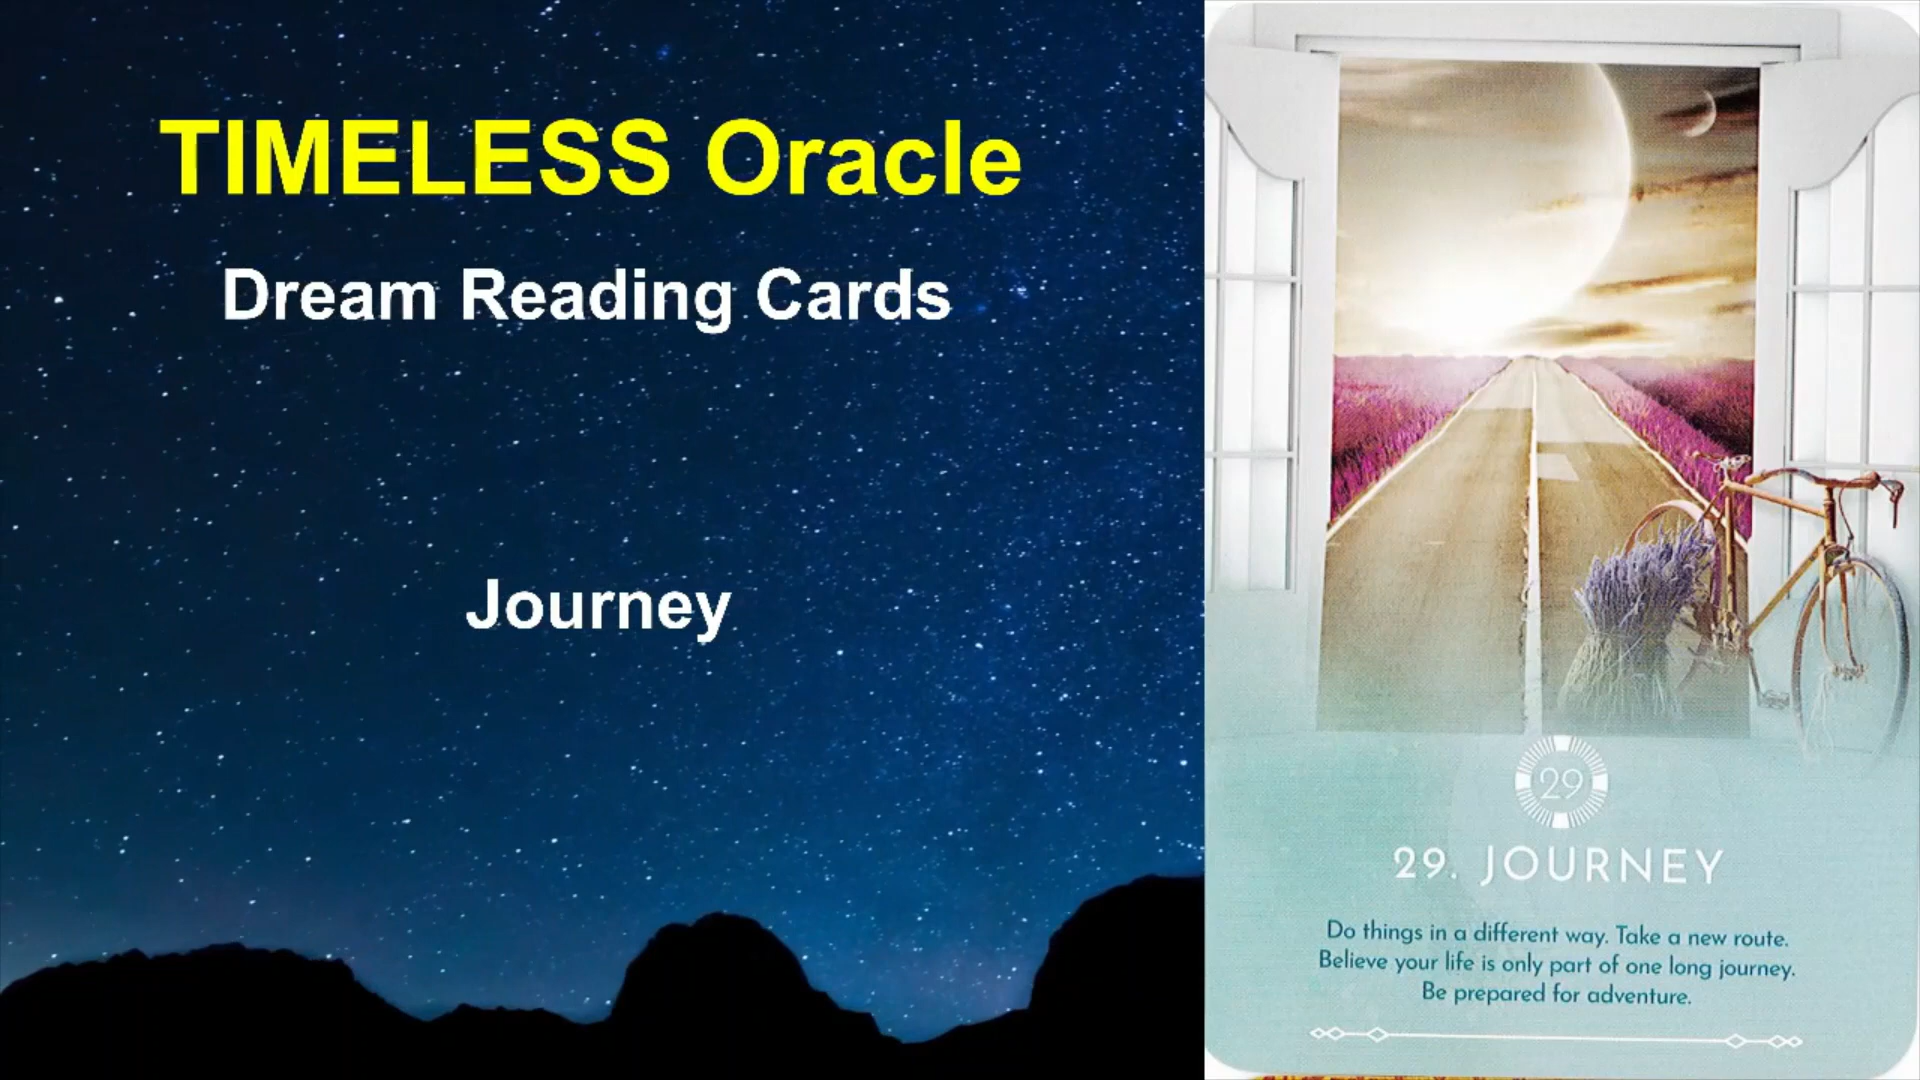 TIMELESS Oracle
Dream Reading Cards
Journey
29
29. JOURNEY
Do things in a different way. Take a new route.
Believe your life is only part of one long journey.
Be prepared for adventure.